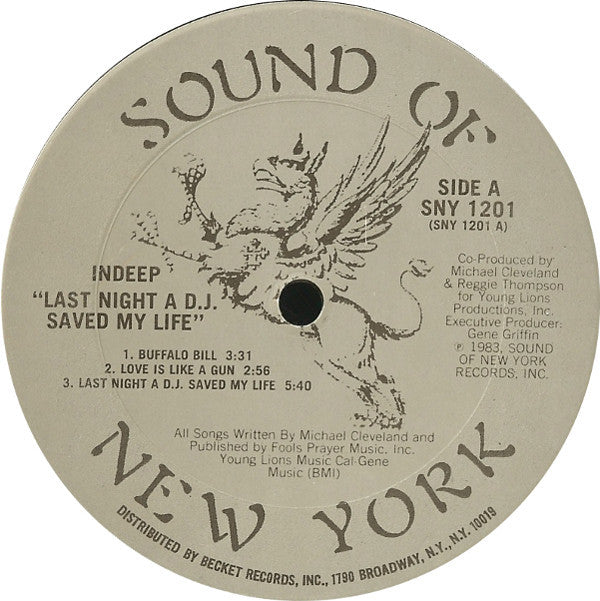 SOUND OF
SIDE A
SNY 1201
(SNY 1201 A)
INDEEP
"LAST NIGHT A D.J.
SAVED MY LIFE"
1. BUFFALO BILL 3:31
2. LOVE IS LIKE A GUN 2:56
3. LAST NIGHT A D.J. SAVED MY LIFE 5:40
Co-Produced by
Michael Cleveland
& Reggie Thompson
for Young Lions
Productions, Inc.
Executive Producer:
Gene Griffin
℗ 1983, SOUND
OF NEW YORK
RECORDS, INC.
All Songs Written By Michael Cleveland and
Published by Fools Prayer Music, Inc.
Young Lions Music Cal-Gene
Music (BMI)
NEW YORK
DISTRIBUTED BY BECKET RECORDS, INC., 1790 BROADWAY, N.Y., N.Y. 10019